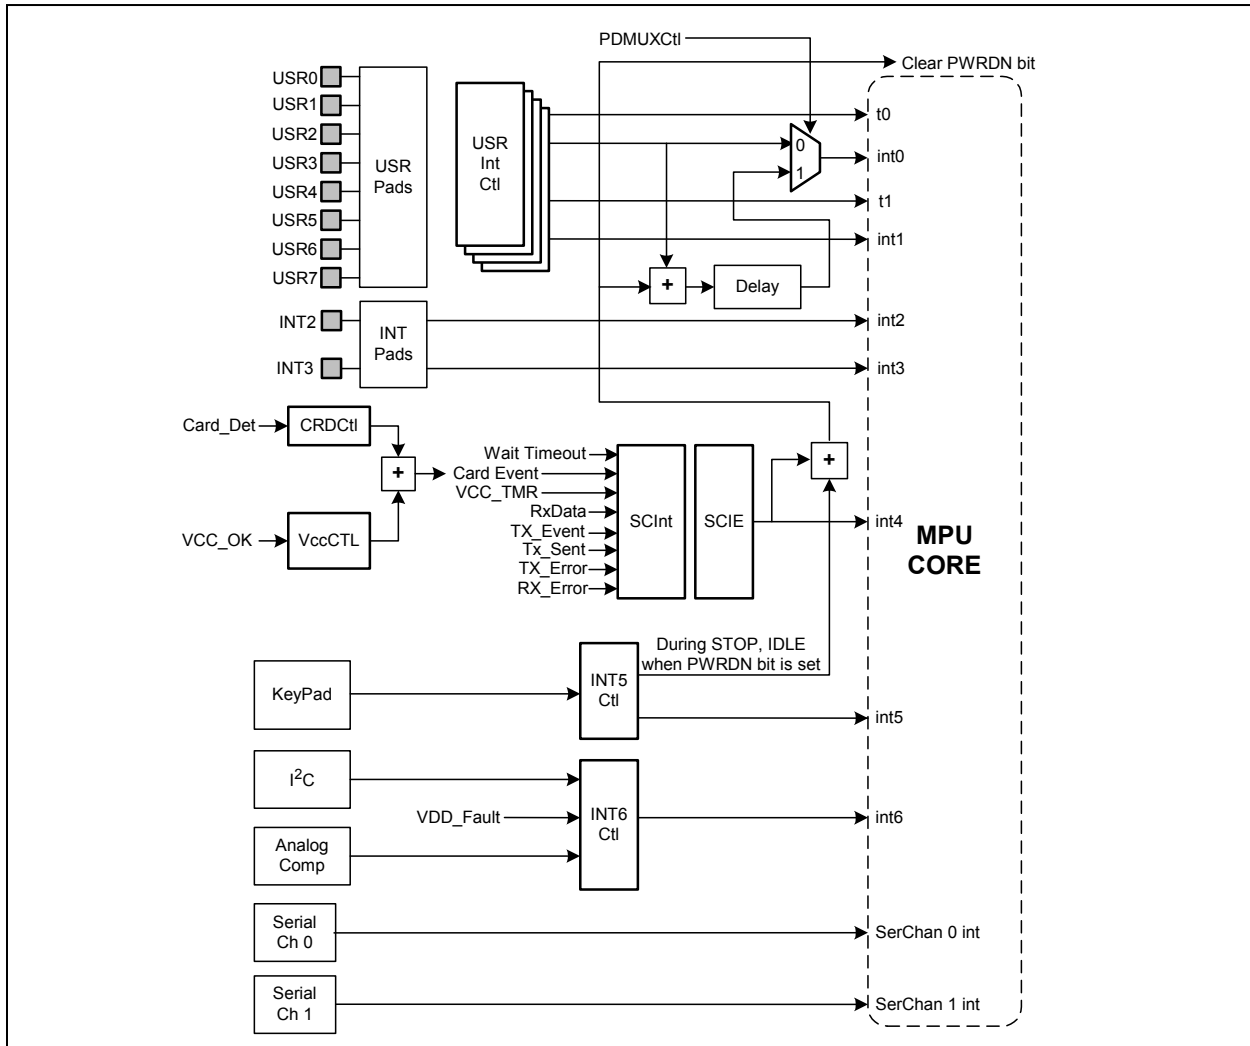 PDMUXCtl
Clear PWRDN bit
USR0
USR1
USR2
USR3
USR4
USR5
USR6
USR7
USR
Pads
USR
Int
Ctl
0
1
t0
int0
t1
int1
+
Delay
INT2
INT3
INT
Pads
int2
int3
Card_Det
CRDCtl
+
VCC_OK
VccCTL
Wait Timeout
Card Event
VCC_TMR
RxData
TX_Event
Tx_Sent
TX_Error
RX_Error
SCInt
SCIE
+
int4
MPU
CORE
During STOP, IDLE
when PWRDN bit is set
KeyPad
INT5
Ctl
int5
I²C
VDD_Fault
Analog
Comp
INT6
Ctl
int6
Serial
Ch 0
SerChan 0 int
Serial
Ch 1
SerChan 1 int